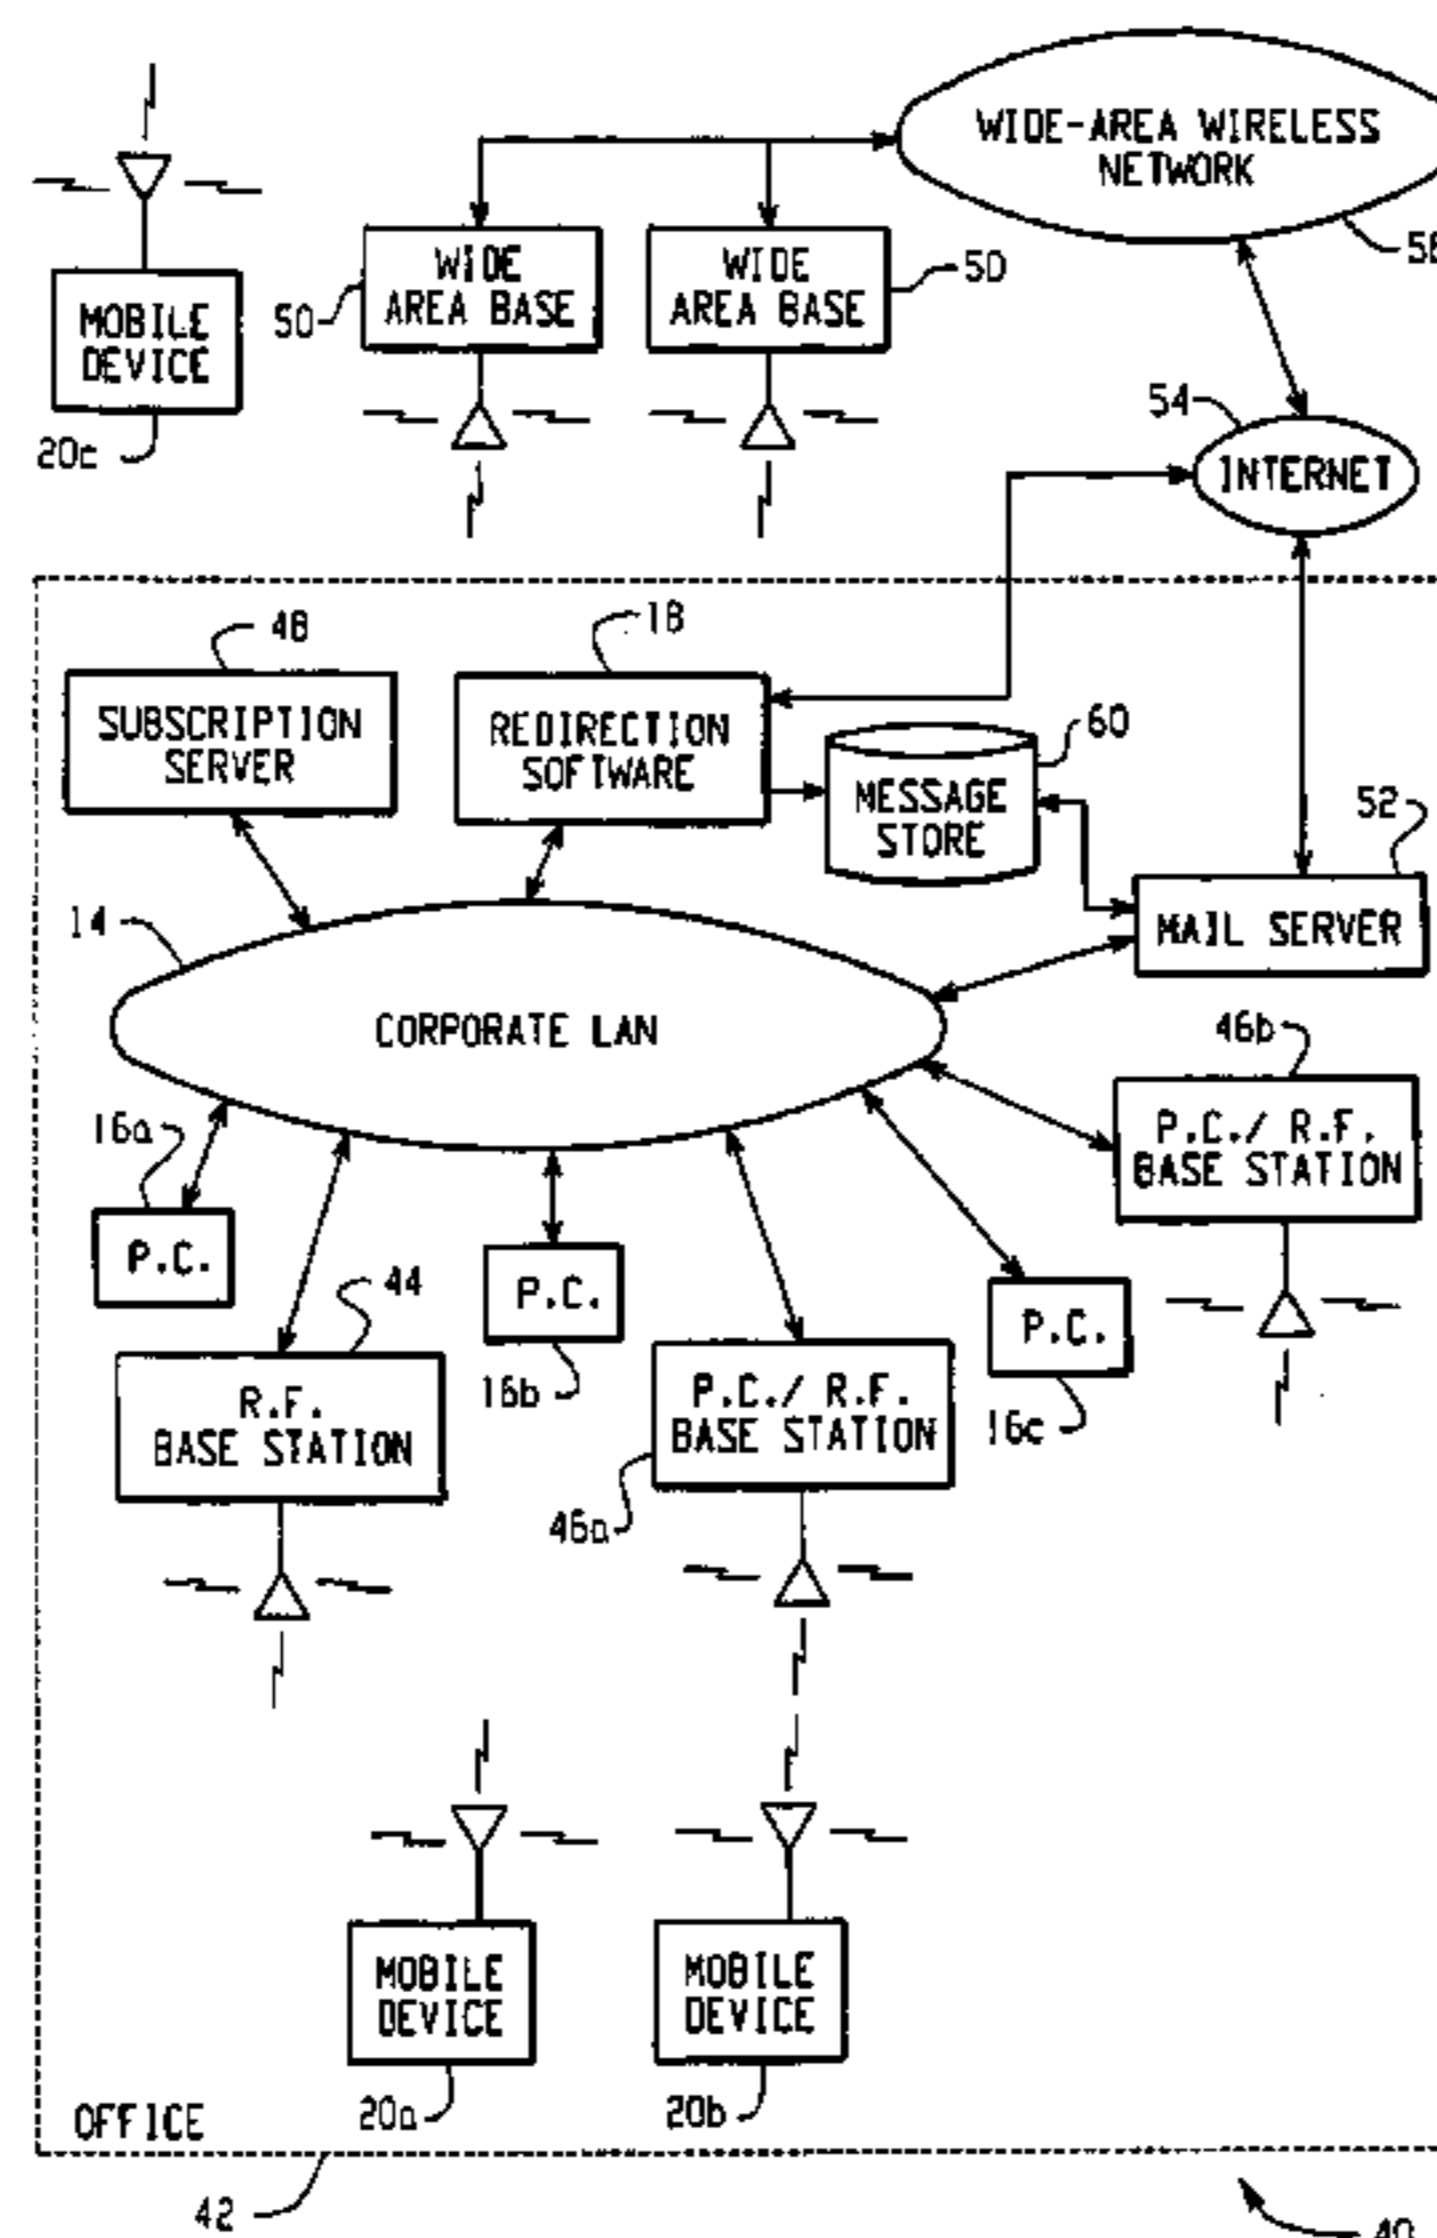 WIDE-AREA WIRELESS
NETWORK
WIDE
AREA BASE
50
WIDE
AREA BASE
50
MOBILE
DEVICE
20c
54
INTERNET
48
SUBSCRIPTION
SERVER
18
REDIRECTION
SOFTWARE
60
MESSAGE
STORE
52
MAIL SERVER
14
CORPORATE LAN
46b
P.C./ R.F.
BASE STATION
16a
P.C.
44
R.F.
BASE STATION
P.C.
16b
P.C./ R.F.
BASE STATION
46a
P.C.
16c
MOBILE
DEVICE
20a
MOBILE
DEVICE
20b
OFFICE
42
40